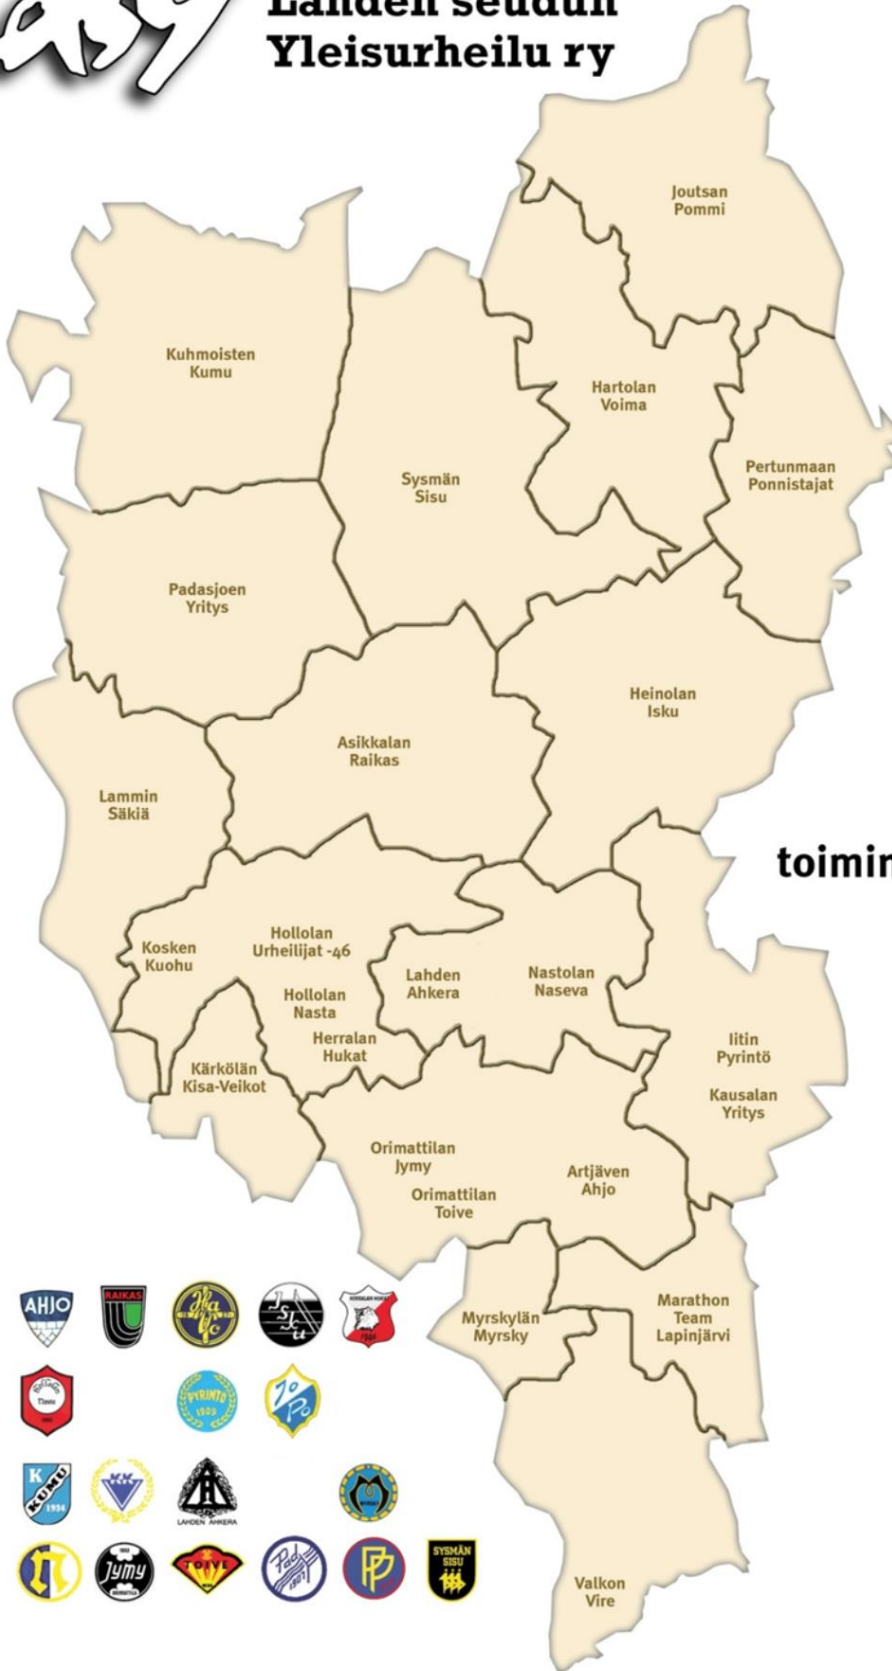 Lahden seudun
Yleisurheilu ry
Joutsan
Pommi
Kuhmoisten
Kumu
Hartolan
Voima
Pertunmaan
Ponnistajat
Sysmän
Sisu
Padasjoen
Yritys
Heinolan
Isku
Asikkalan
Raikas
Lammin
Säkiä
toimin
Kosken
Kuohu
Hollolan
Urheilijat -46
Hollolan
Nasta
Herralan
Hukat
Lahden
Ahkera
Nastolan
Naseva
Iitin
Pyrintö
Kausalan
Yritys
Kärkölän
Kisa-Veikot
Orimattilan
Jymy
Orimattilan
Toive
Artjäven
Ahjo
Myrskylän
Myrsky
Marathon
Team
Lapinjärvi
Valkon
Vire
AHJO
RAIKAS
PYRINTÖ
K
KUMU
1934
LAHDEN AHKERA
Jymy
TOIVE
SYSMÄN
SISU